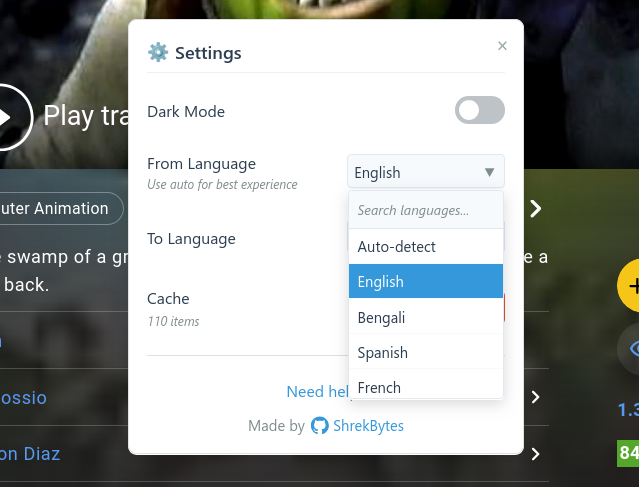 Settings
×
Play tra
Dark Mode
From Language
Use auto for best experience
English
Search languages...
uter Animation
To Language
Auto-detect
swamp of a
e a
back.
English
Cache
110 items
Bengali
Spanish
French
ossio
Need
1.3
Made by ShrekBytes
on Diaz
84